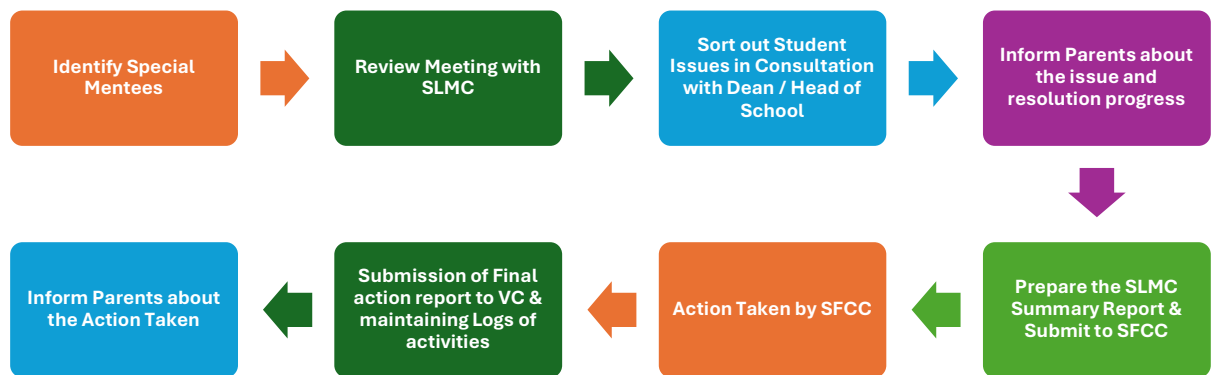 Identify Special
Mentees
Review Meeting with
SLMC
Sort out Student
Issues in Consultation
with Dean / Head of
School
Inform Parents about
the issue and
resolution progress
Prepare the SLMC
Summary Report &
Submit to SFCC
Action Taken by SFCC
Submission of Final
action report to VC &
maintaining Logs of
activities
Inform Parents about
the Action Taken